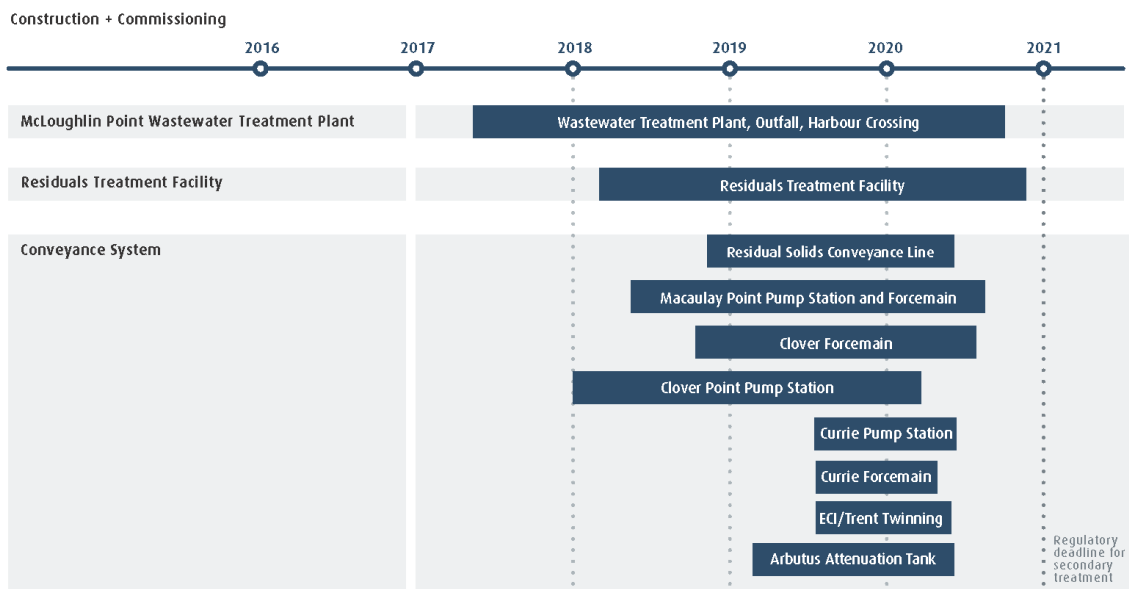 Construction + Commissioning
2016 2017 2018 2019 2020 2021
McLoughlin Point Wastewater Treatment Plant
Wastewater Treatment Plant, Outfall, Harbour Crossing
Residuals Treatment Facility
Residuals Treatment Facility
Conveyance System
Residual Solids Conveyance Line
Macaulay Point Pump Station and Forcemain
Clover Forcemain
Clover Point Pump Station
Currie Pump Station
Currie Forcemain
ECI/Trent Twinning
Arbutus Attenuation Tank
Regulatory
deadline for
secondary
treatment